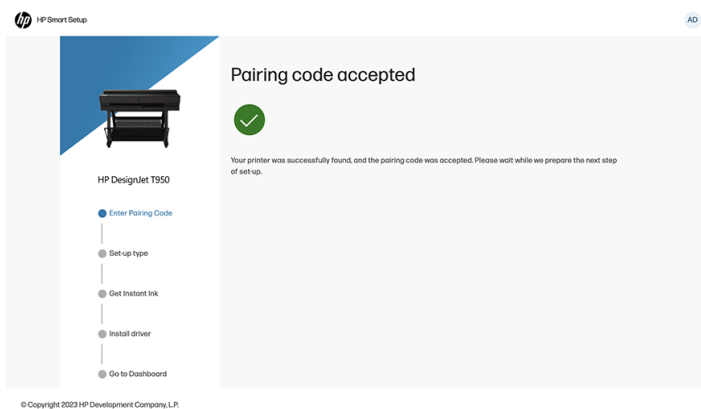 hp HP Smart Setup AD
Pairing code accepted
Your printer was successfully found, and the pairing code was accepted. Please wait while we prepare the next step
of set-up.
HP DesignJet T950
Enter Pairing Code
Set-up type
Get Instant Ink
Install driver
Go to Dashboard
© Copyright 2023 HP Development Company, L.P.